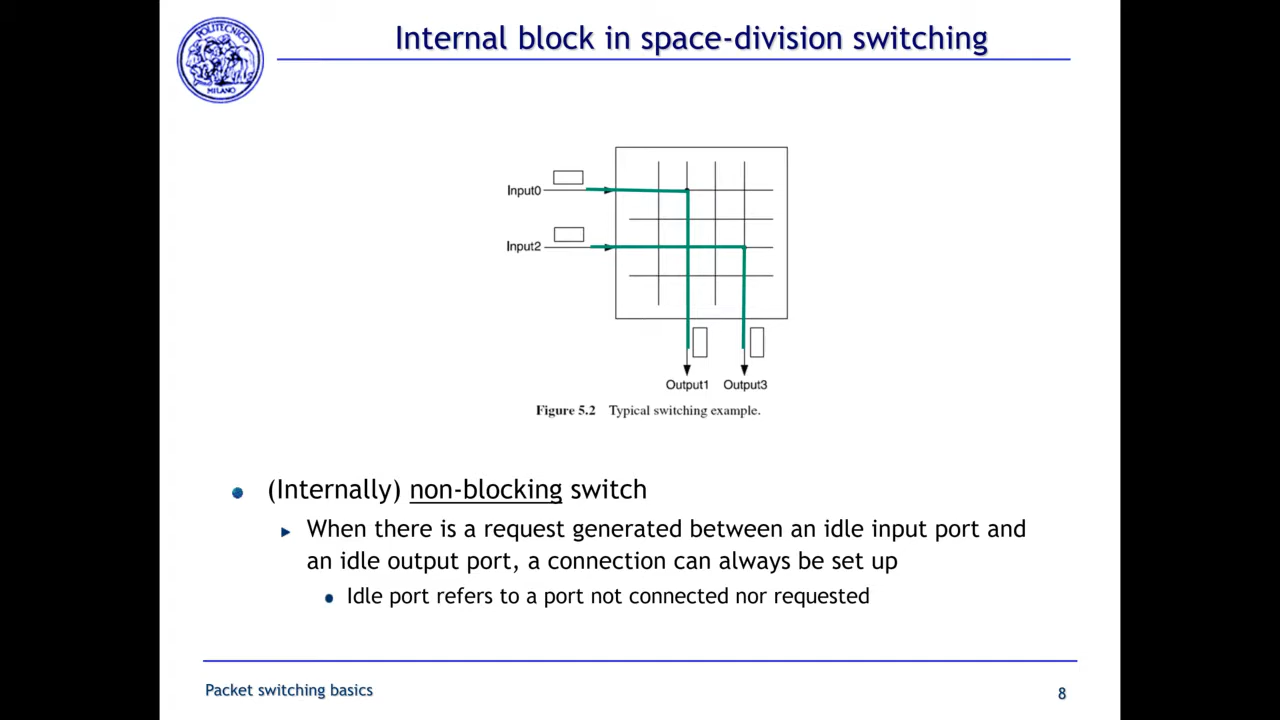 POLITECNICO
MILANO
Internal block in space-division switching
Input0
Input2
Output1 Output3
Figure 5.2 Typical switching example.
(Internally) non-blocking switch
When there is a request generated between an idle input port and
an idle output port, a connection can always be set up
Idle port refers to a port not connected nor requested
Packet switching basics
8